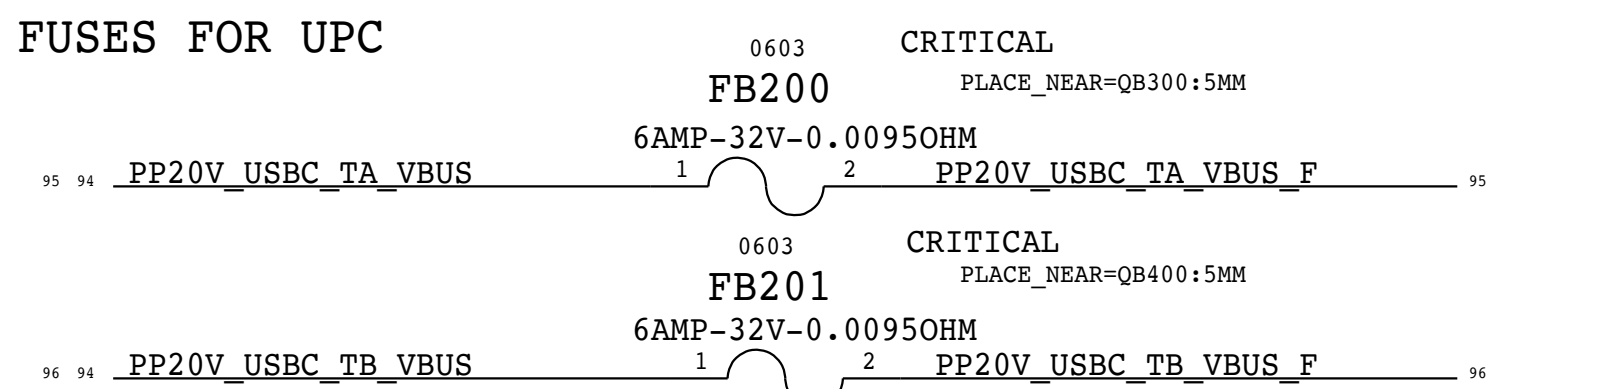 FUSES FOR UPC
0603 CRITICAL
FB200 PLACE_NEAR=QB300:5MM
6AMP-32V-0.0095OHM
95 94 PP20V_USBC_TA_VBUS 1 2 PP20V_USBC_TA_VBUS_F 95
0603 CRITICAL
FB201 PLACE_NEAR=QB400:5MM
6AMP-32V-0.0095OHM
96 94 PP20V_USBC_TB_VBUS 1 2 PP20V_USBC_TB_VBUS_F 96